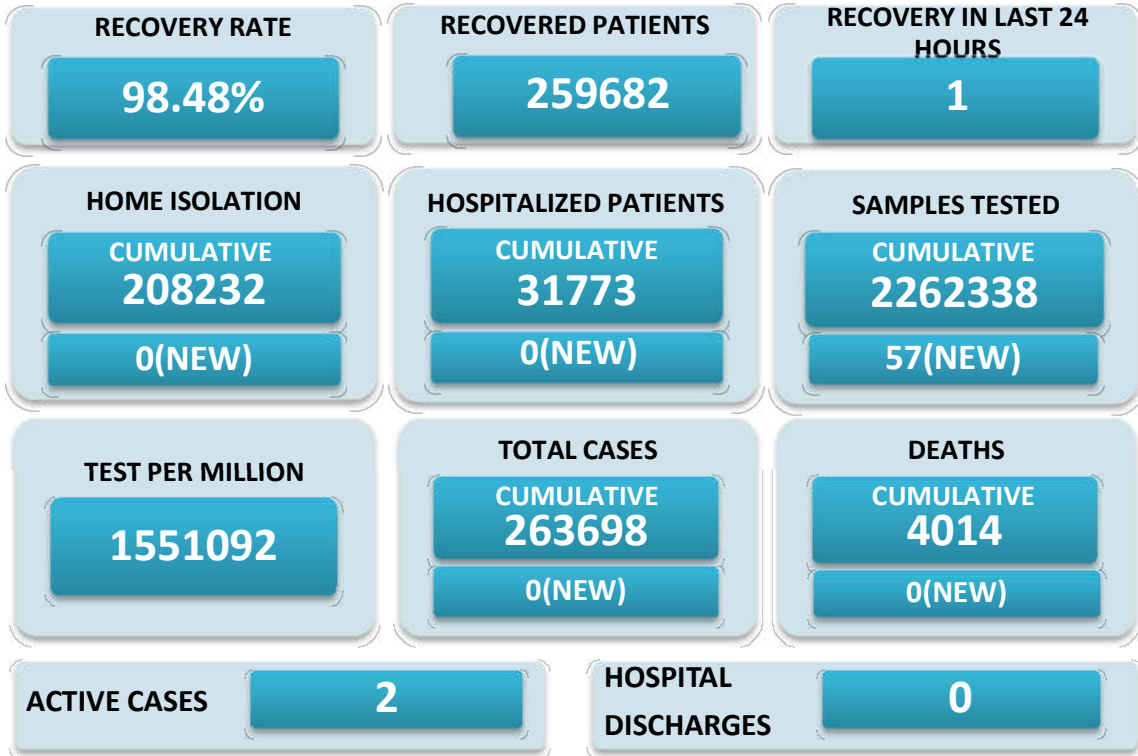 RECOVERY RATE
98.48%
RECOVERED PATIENTS
259682
RECOVERY IN LAST 24
HOURS
1
HOME ISOLATION
CUMULATIVE
208232
0(NEW)
HOSPITALIZED PATIENTS
CUMULATIVE
31773
0(NEW)
SAMPLES TESTED
CUMULATIVE
2262338
57(NEW)
TEST PER MILLION
1551092
TOTAL CASES
CUMULATIVE
263698
0(NEW)
DEATHS
CUMULATIVE
4014
0(NEW)
ACTIVE CASES
2
HOSPITAL
DISCHARGES
0